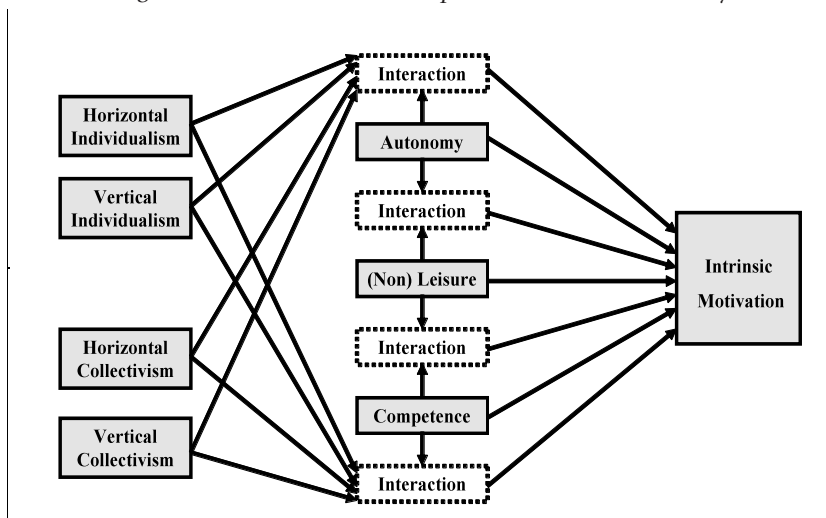 Interaction
Horizontal
Individualism
Autonomy
Vertical
Individualism
Interaction
(Non) Leisure
Intrinsic
Motivation
Interaction
Horizontal
Collectivism
Competence
Vertical
Collectivism
Interaction